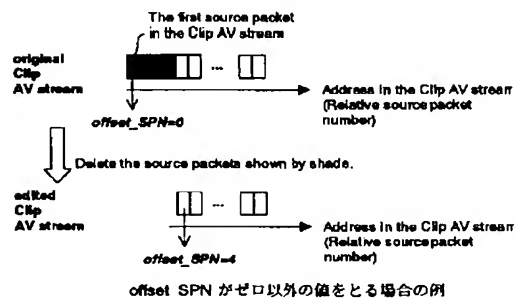 The first source packet
in the Clip AV stream
original
Clip
AV stream
...
Address in the Clip AV stream
(Relative source packet
number)
offset_SPN=0
Delete the source packets shown by shade.
edited
Clip
AV stream
...
Address in the Clip AV stream
(Relative source packet
number)
offset_SPN=4
offset SPN がゼロ以外の値をとる場合の例